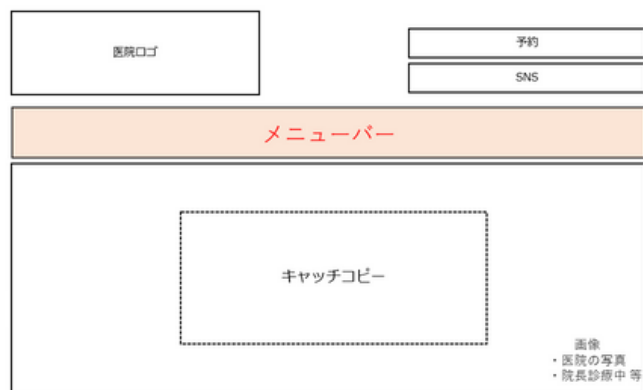 医院ロゴ
予約
SNS
メニューバー
キャッチコピー
画像
・医院の写真
・院長診療中 等